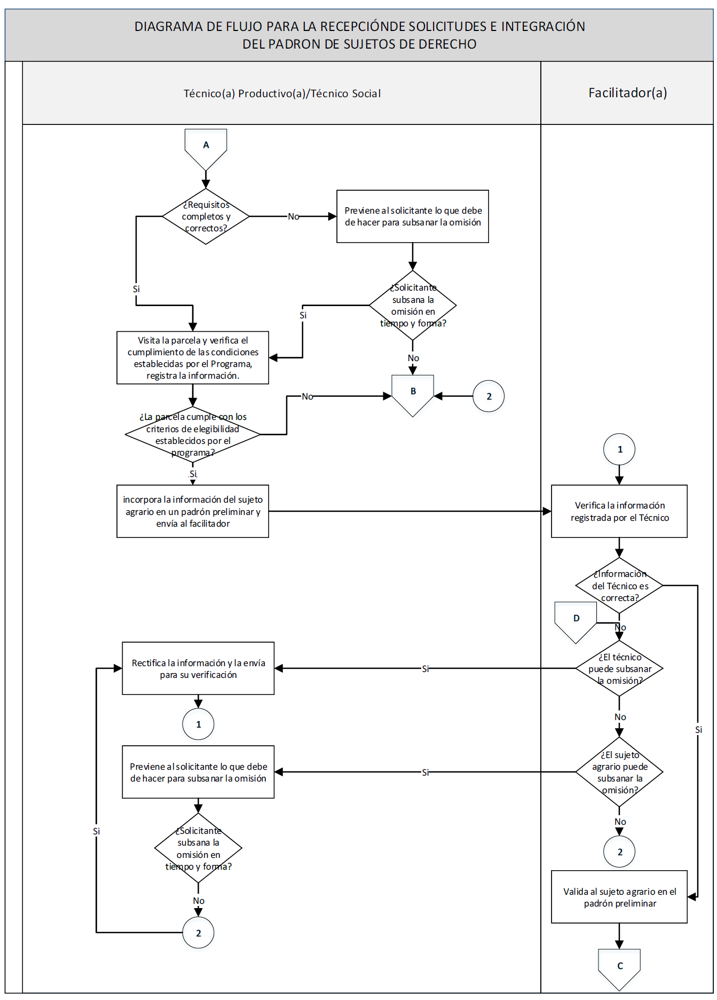 DIAGRAMA DE FLUJO PARA LA RECEPCIÓNDE SOLICITUDES E INTEGRACIÓN
DEL PADRON DE SUJETOS DE DERECHO
Técnico(a) Productivo(a)/Técnico Social
Facilitador(a)
A
¿Requisitos
completos y
correctos?
No
Previene al solicitante lo que debe
de hacer para subsanar la omisión
Si
¿Solicitante
subsana la
omisión en
tiempo y forma?
Si
No
Visita la parcela y verifica el
cumplimiento de las condiciones
establecidas por el Programa,
registra la información.
B
2
No
¿La parcela cumple con los
criterios de elegibilidad
establecidos por el
programa?
Si
1
incorpora la información del sujeto
agrario en un padrón preliminar y
envía al facilitador
Verifica la información
registrada por el Técnico
¿Información
del Técnico es
correcta?
D
No
Rectifica la información y la envía
para su verificación
Si
¿El técnico
puede subsanar
la omisión?
1
No
Si
Previene al solicitante lo que debe
de hacer para subsanar la omisión
Si
¿El sujeto
agrario puede
subsanar la
omisión?
No
Si
¿Solicitante
subsana la
omisión en
tiempo y forma?
2
No
Valida al sujeto agrario en el
padrón preliminar
2
C